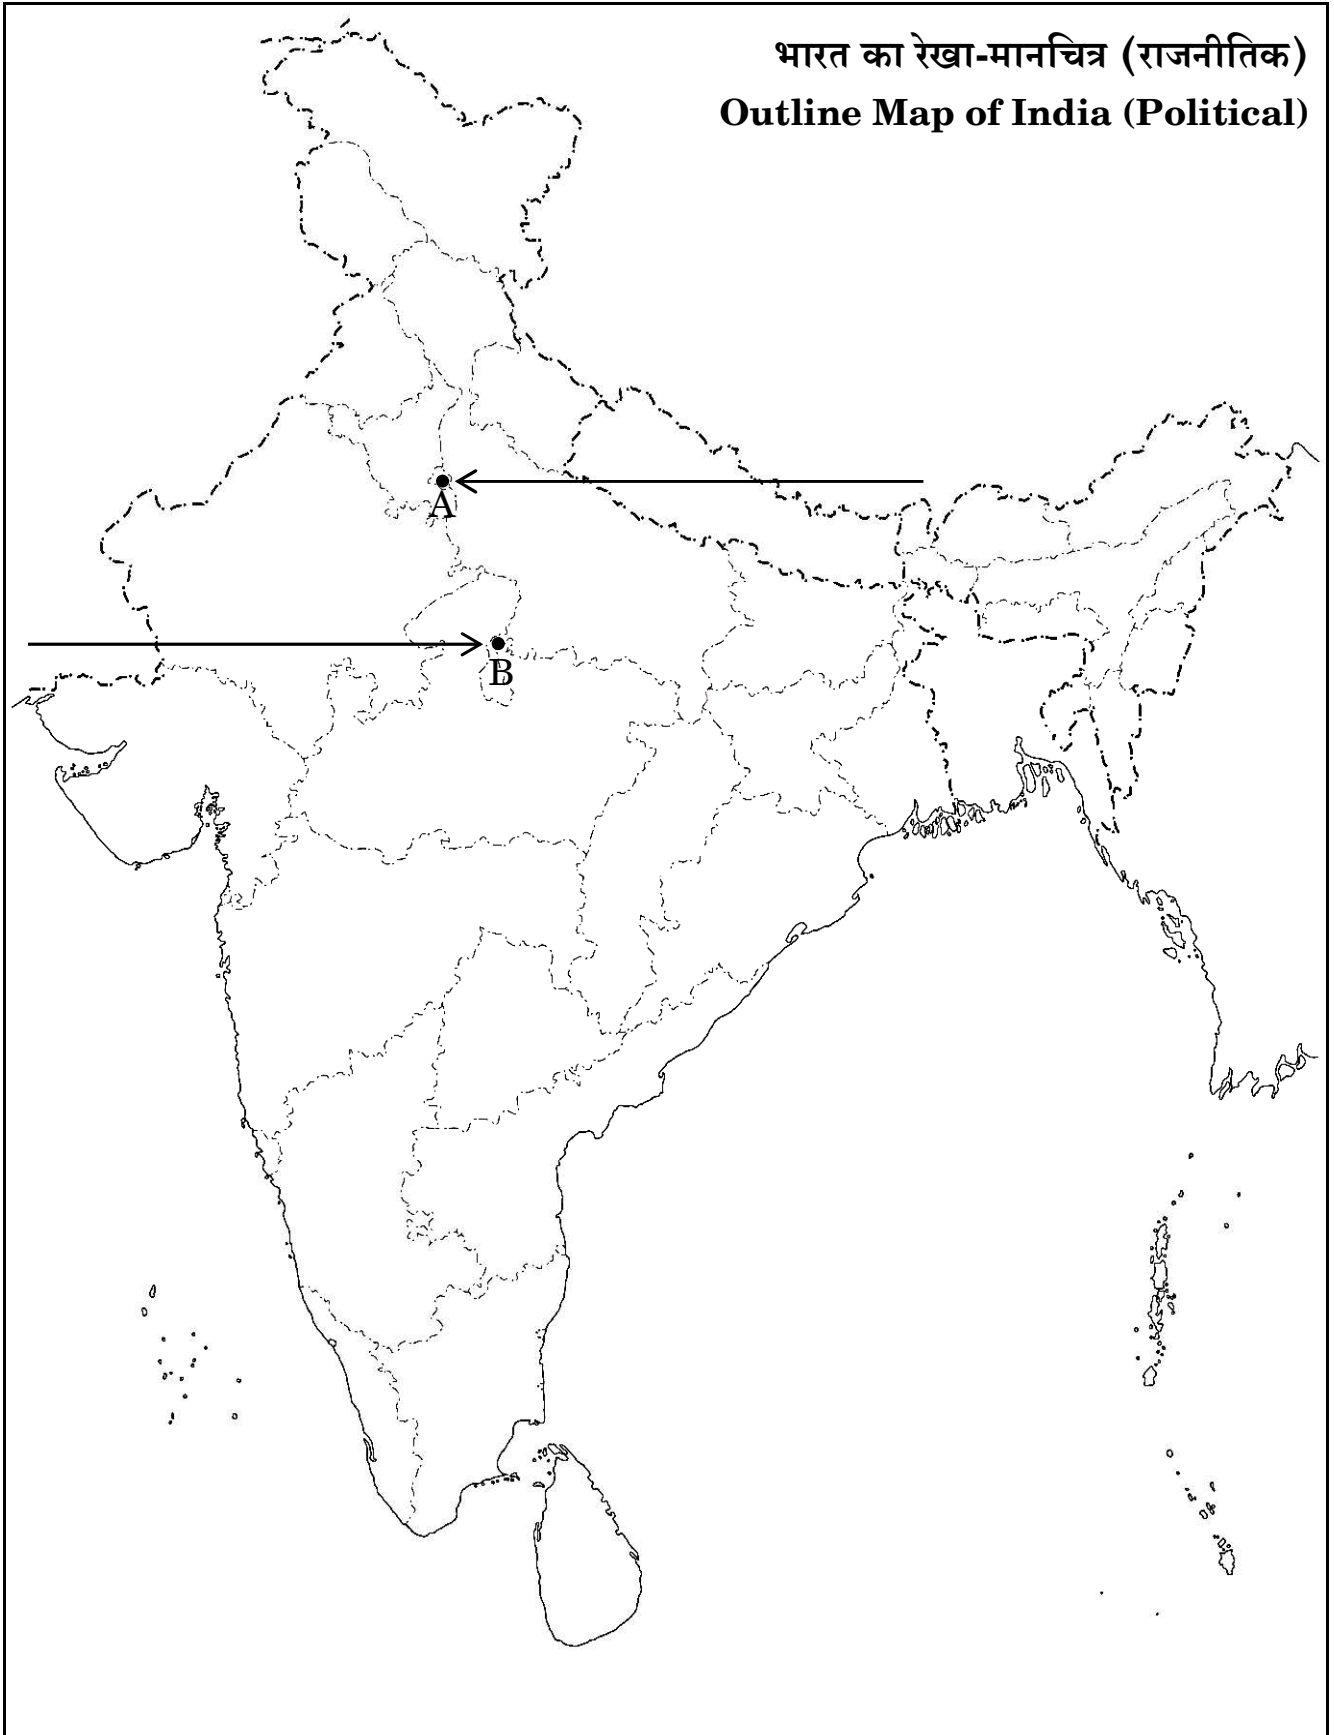 भारत का रेखा-मानचित्र (राजनीतिक)
Outline Map of India (Political)
A
B